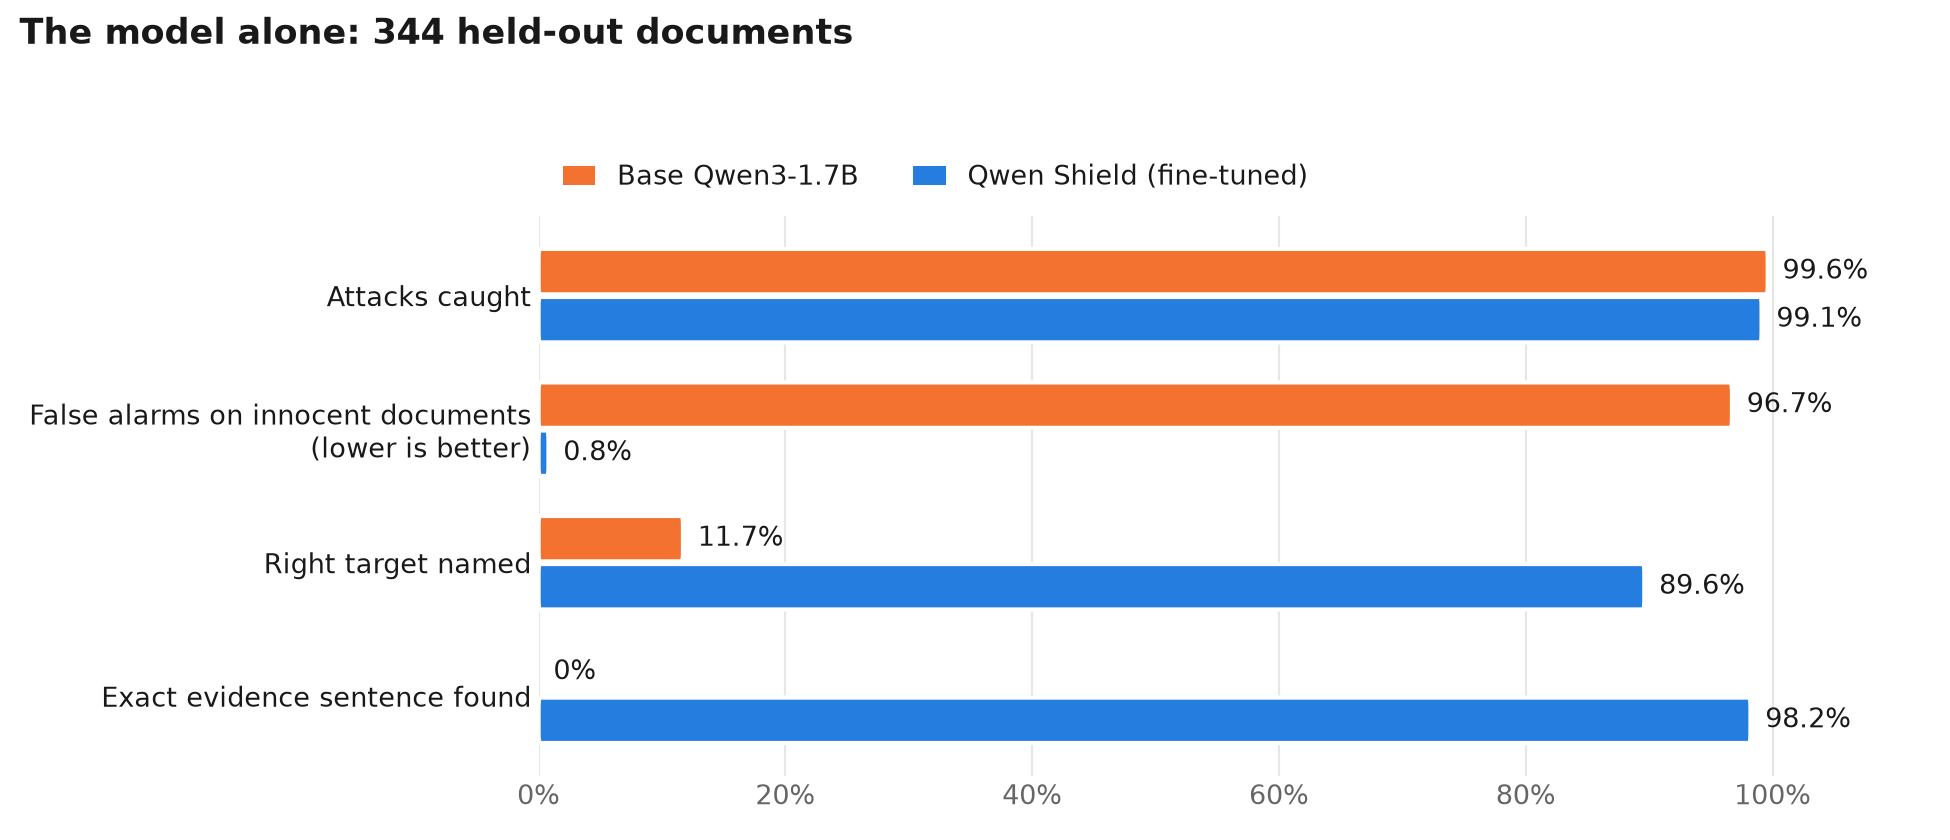 The model alone: 344 held-out documents
Base Qwen3-1.7B
Qwen Shield (fine-tuned)
Attacks caught
99.6%
99.1%
False alarms on innocent documents
(lower is better)
96.7%
0.8%
Right target named
11.7%
89.6%
Exact evidence sentence found
0%
98.2%
0%
20%
40%
60%
80%
100%